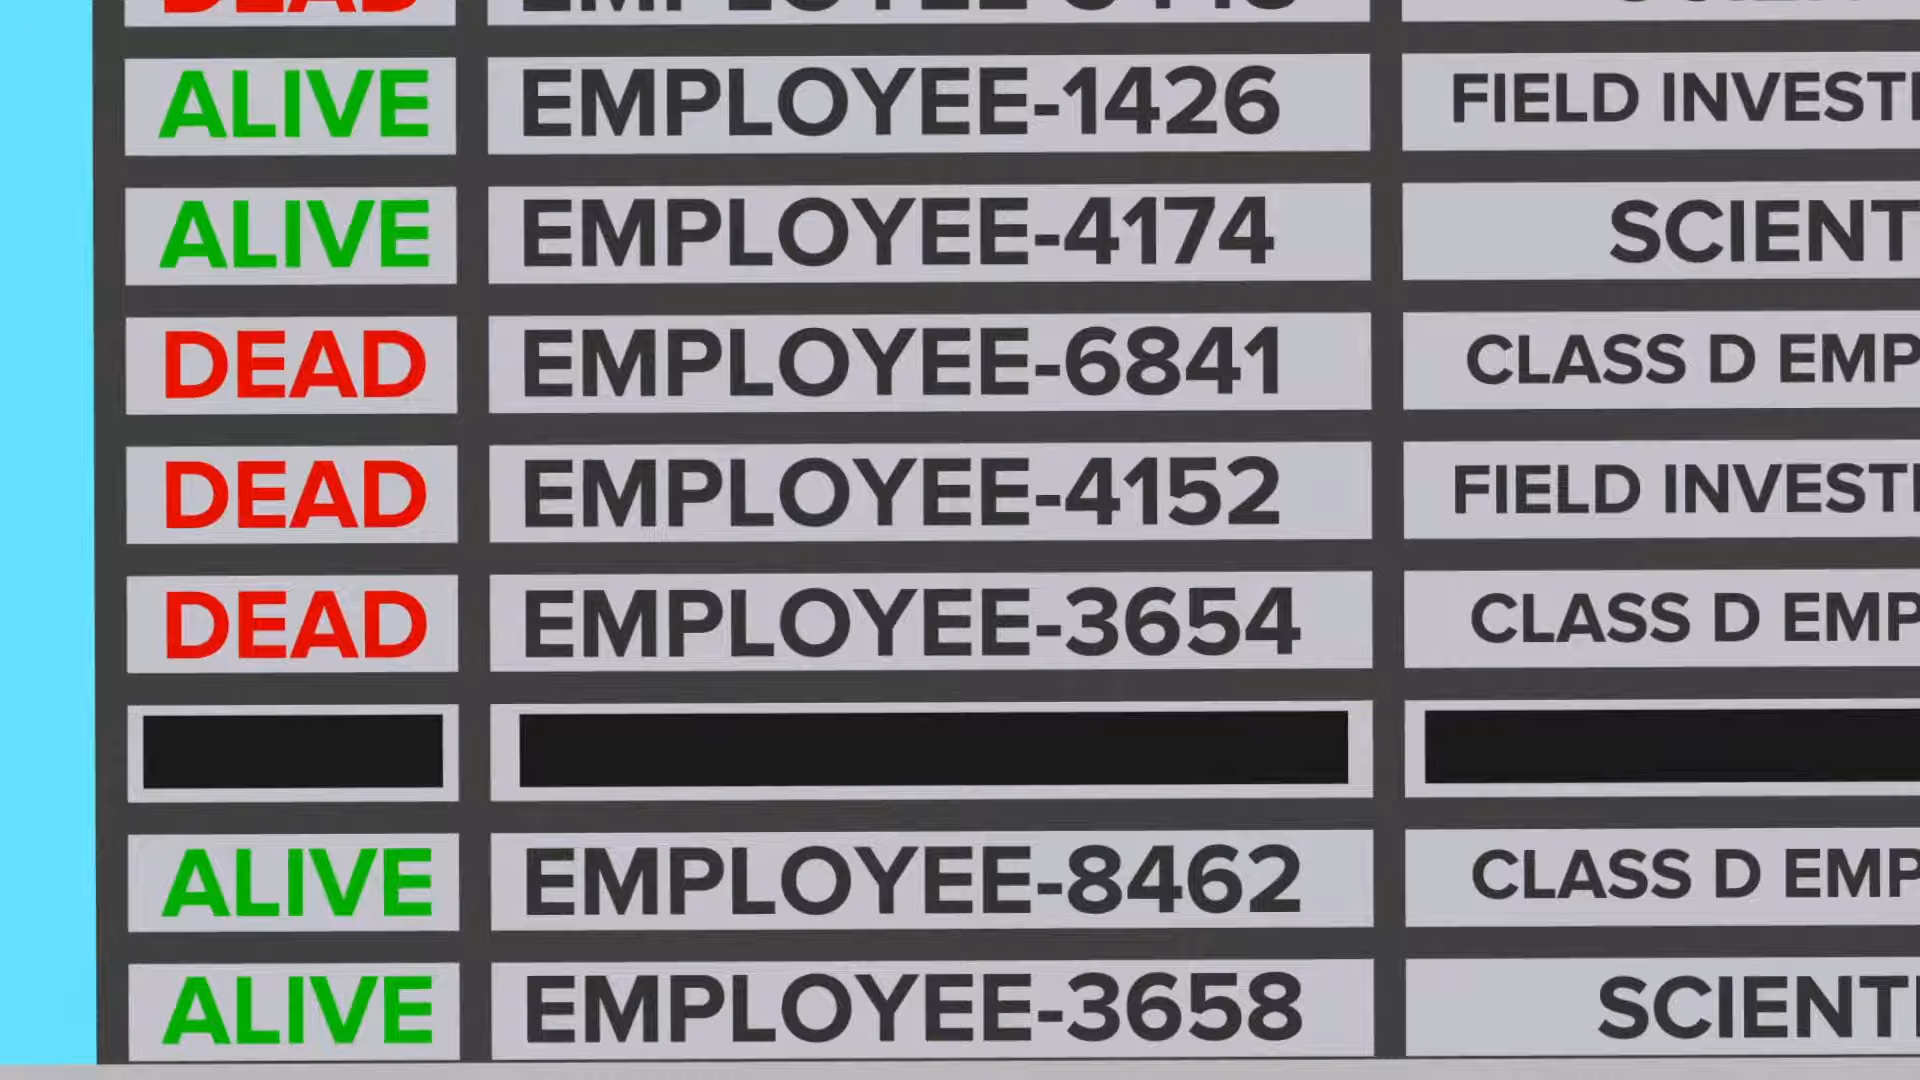 DEAD
ALIVE EMPLOYEE-1426 FIELD INVEST
ALIVE EMPLOYEE-4174 SCIENT
DEAD EMPLOYEE-6841 CLASS D EMP
DEAD EMPLOYEE-4152 FIELD INVEST
DEAD EMPLOYEE-3654 CLASS D EMP
ALIVE EMPLOYEE-8462 CLASS D EMP
ALIVE EMPLOYEE-3658 SCIENT